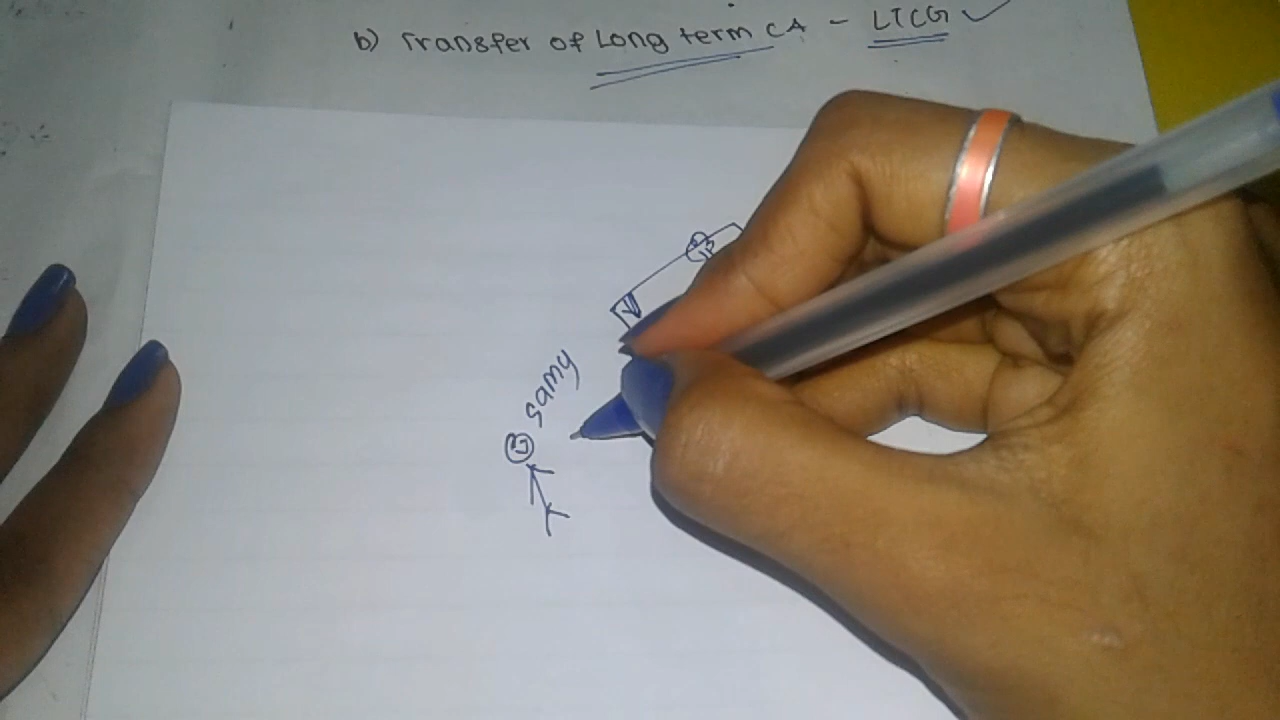 b) Transfer of Long term CA - LTCG ✓
samy